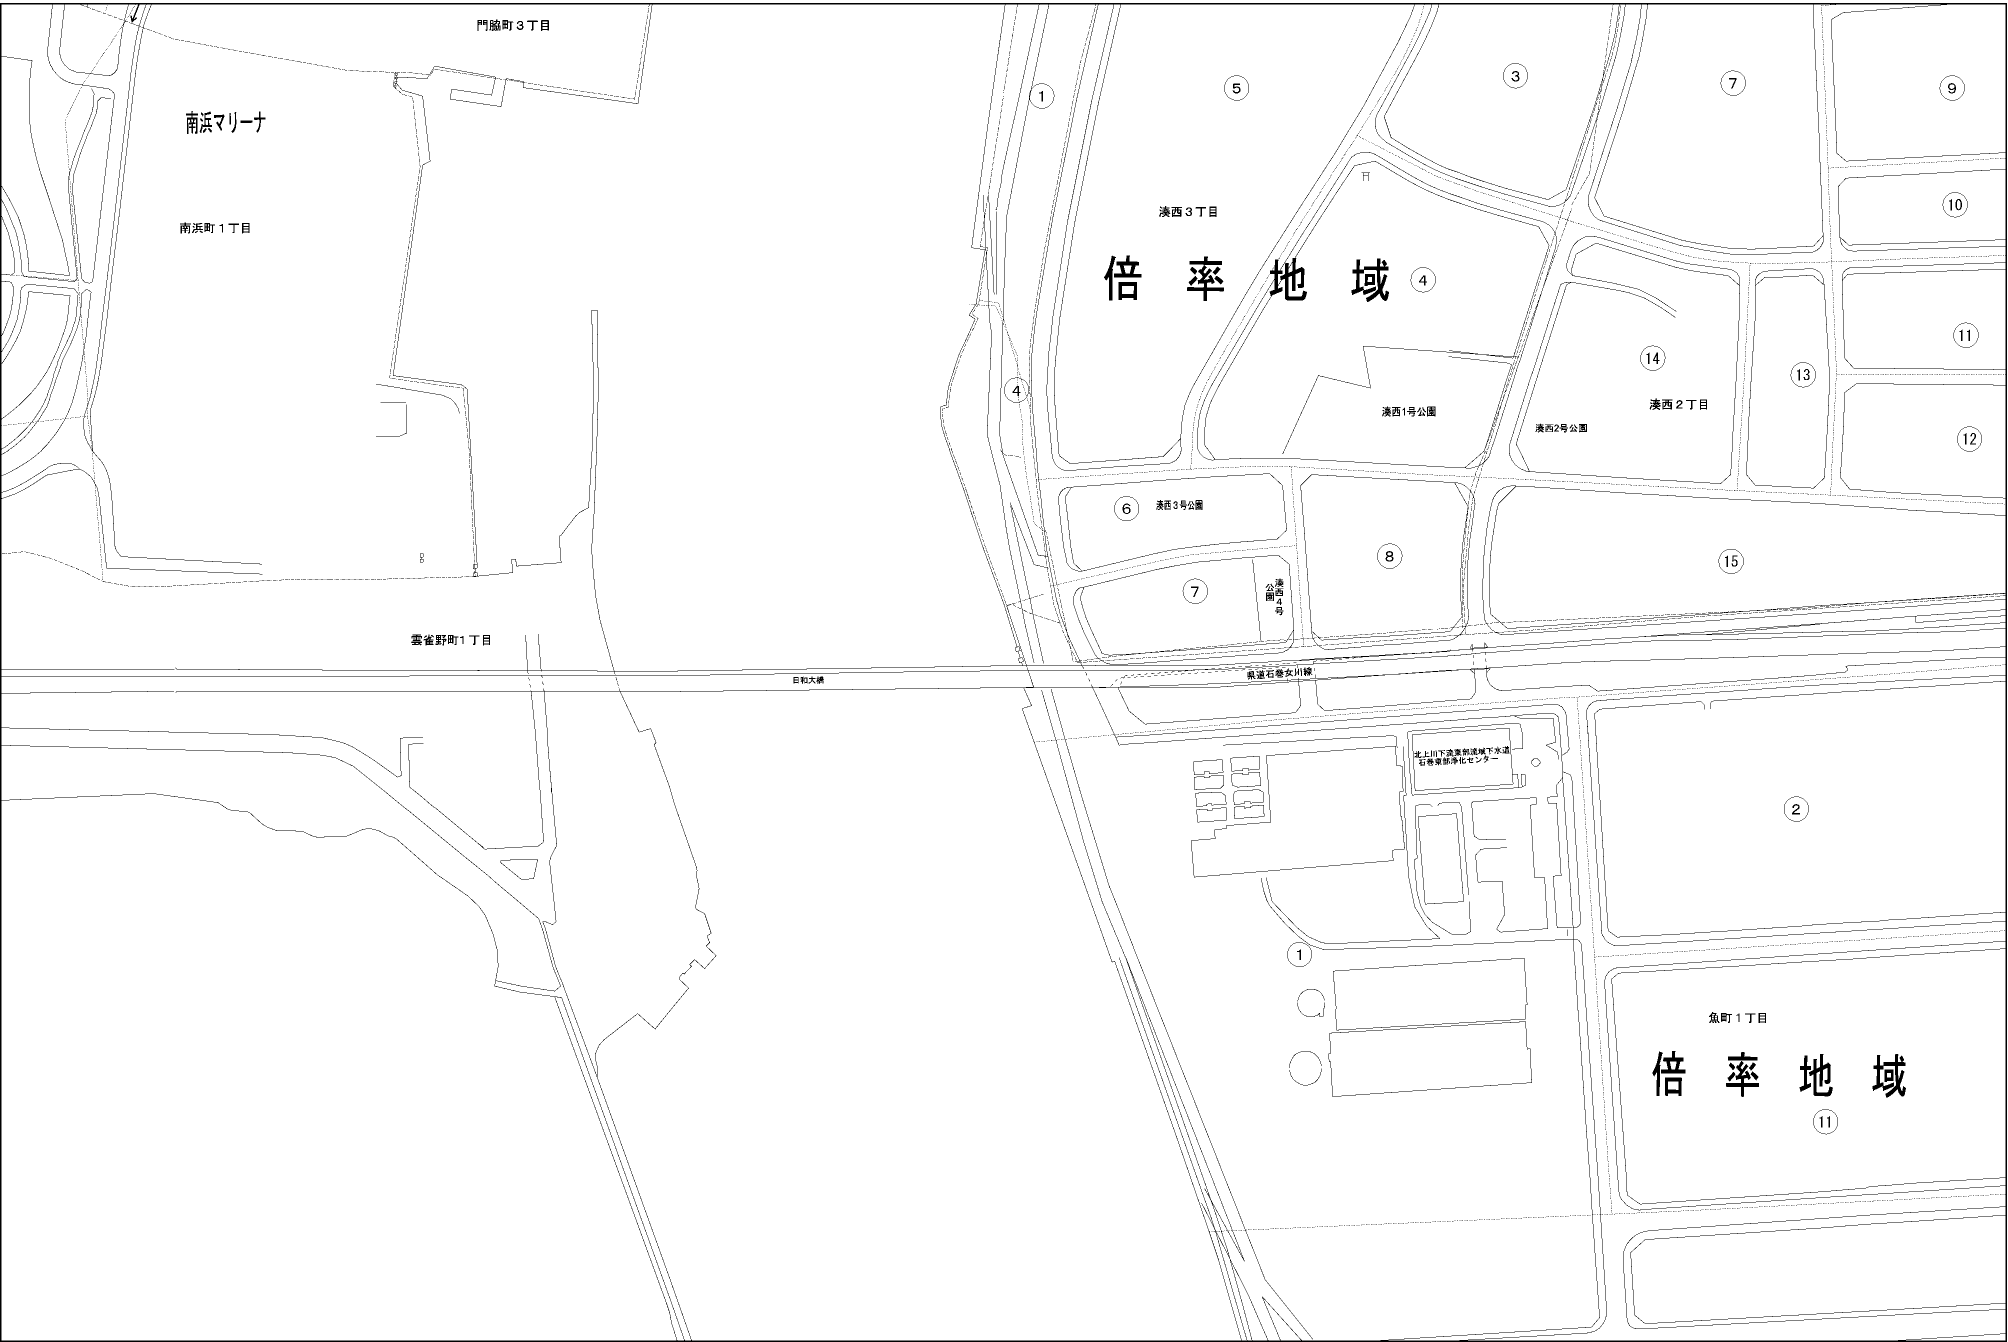 門脇町3丁目
南浜マリーナ
南浜町1丁目
①
⑤
③
⑦
⑨
湊西3丁目
⑩
倍率地域
④
⑪
④
⑭
⑬
湊西2丁目
湊西1号公園
湊西2号公園
⑫
⑥
湊西3号公園
⑧
⑮
⑦
湊西4号
公園
雲雀野町1丁目
日和大橋
県道石巻女川線
北上川下流東部流域下水道
石巻東部浄化センター
②
①
魚町1丁目
倍率地域
⑪